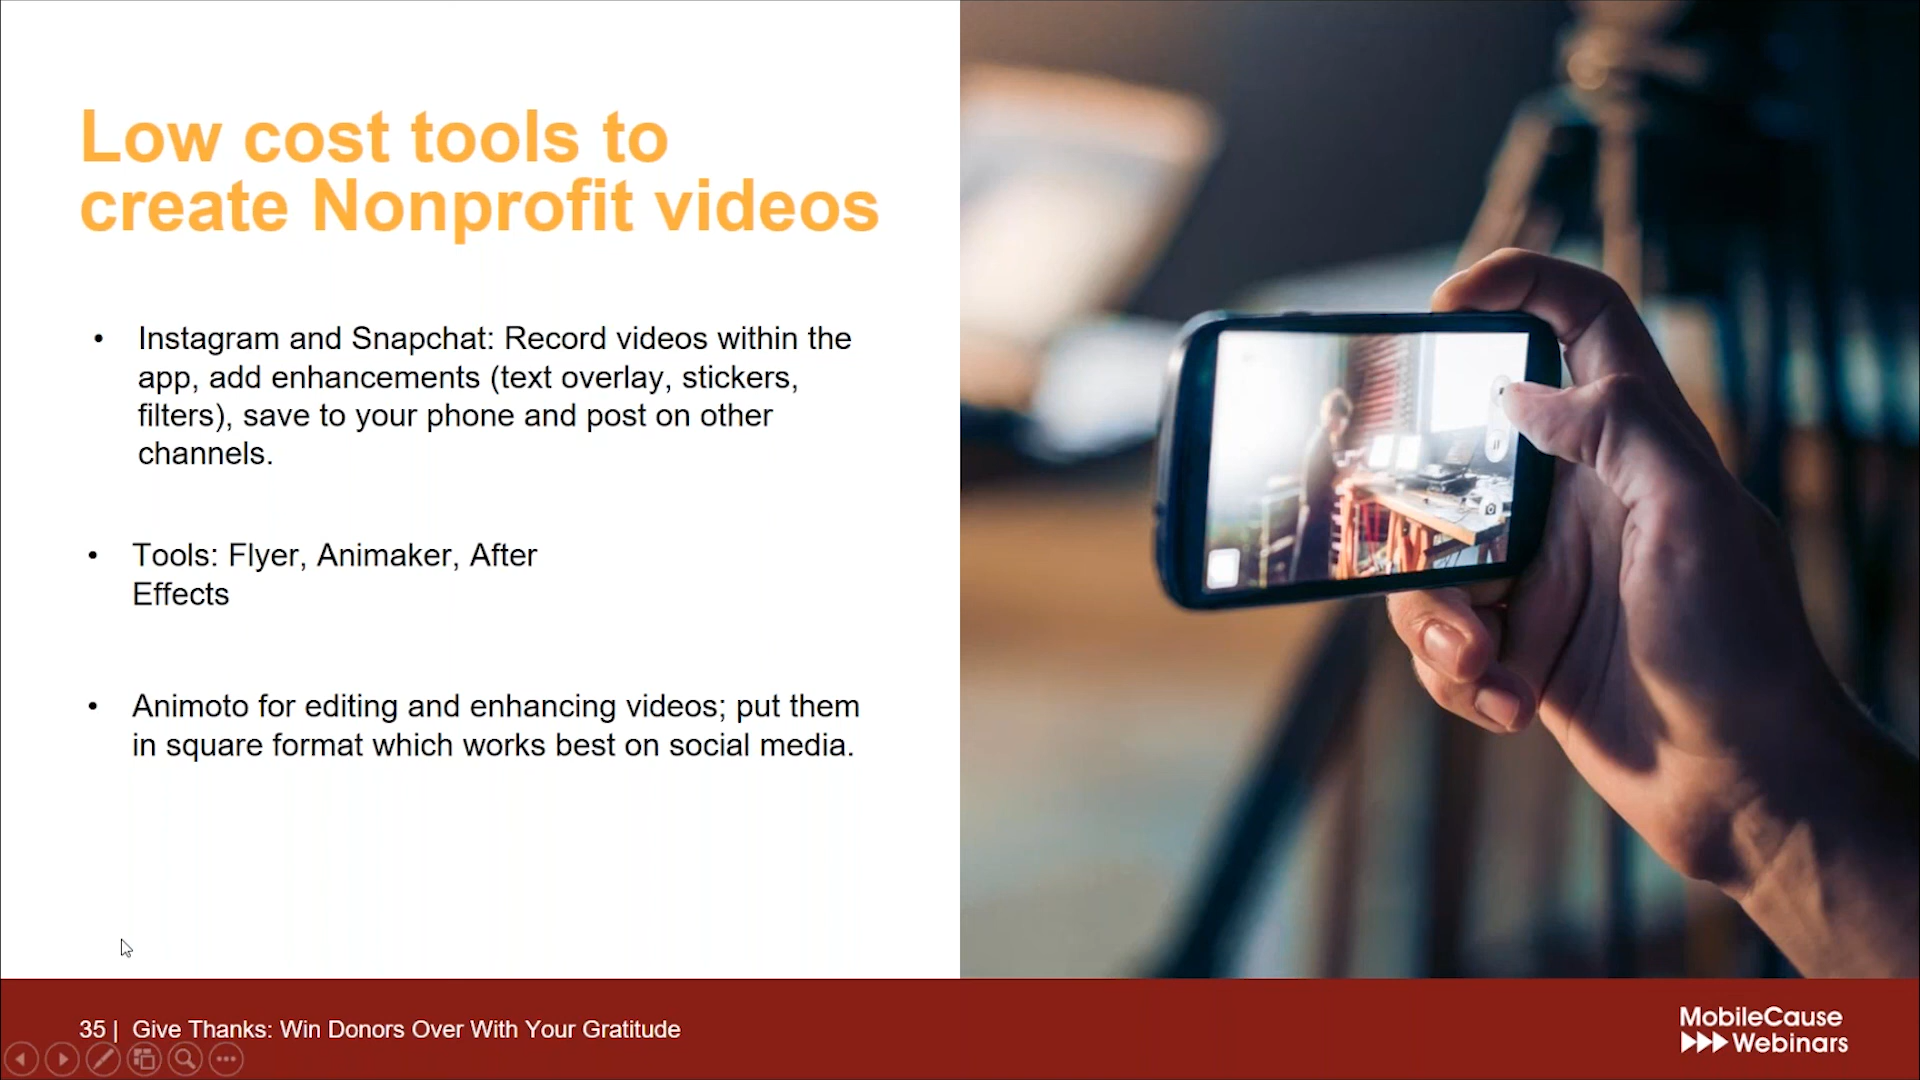 Low cost tools to
create Nonprofit videos
• Instagram and Snapchat: Record videos within the
app, add enhancements (text overlay, stickers,
filters), save to your phone and post on other
channels.
• Tools: Flyer, Animaker, After
Effects
• Animoto for editing and enhancing videos; put them
in square format which works best on social media.
35 | Give Thanks: Win Donors Over With Your Gratitude
MobileCause
Webinars